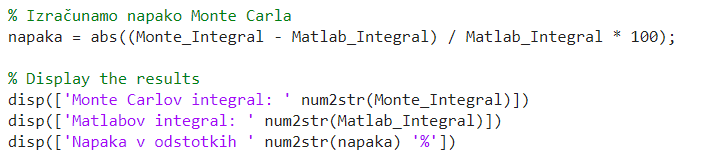 % Izračunamo napako Monte Carla
napaka = abs((Monte_Integral - Matlab_Integral) / Matlab_Integral * 100);
% Display the results
disp(['Monte Carlov integral: ' num2str(Monte_Integral)])
disp(['Matlabov integral: ' num2str(Matlab_Integral)])
disp(['Napaka v odstotkih ' num2str(napaka) '%'])